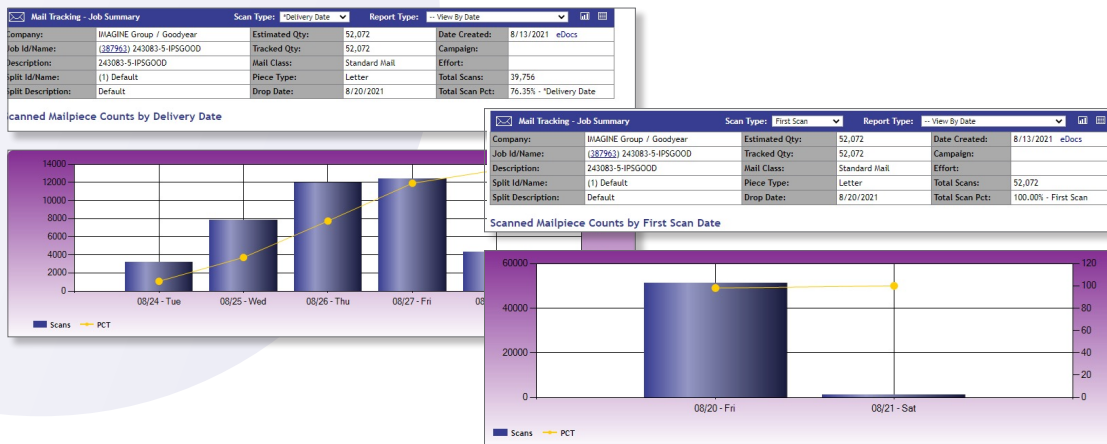 Mail Tracking - Job Summary Scan Type: *Delivery Date Report Type: -- View By Date
Company: IMAGINE Group / Goodyear Estimated Qty: 52,072 Date Created: 8/13/2021 eDocs
Job Id/Name: (387963) 243083-5-IPSGOOD Tracked Qty: 52,072 Campaign:
Description: 243083-5-IPSGOOD Mail Class: Standard Mail Effort:
Split Id/Name: (1) Default Piece Type: Letter Total Scans: 39,756
Split Description: Default Drop Date: 8/20/2021 Total Scan Pct: 76.35% - *Delivery Date
Scanned Mailpiece Counts by Delivery Date
14000
12000
10000
8000
6000
4000
2000
0
08/24 - Tue 08/25 - Wed 08/26 - Thu 08/27 - Fri 08
Scans PCT
Mail Tracking - Job Summary Scan Type: First Scan Report Type: -- View By Date
Company: IMAGINE Group / Goodyear Estimated Qty: 52,072 Date Created: 8/13/2021 eDocs
Job Id/Name: (387963) 243083-5-IPSGOOD Tracked Qty: 52,072 Campaign:
Description: 243083-5-IPSGOOD Mail Class: Standard Mail Effort:
Split Id/Name: (1) Default Piece Type: Letter Total Scans: 52,072
Split Description: Default Drop Date: 8/20/2021 Total Scan Pct: 100.00% - First Scan
Scanned Mailpiece Counts by First Scan Date
60000 120
100
40000 80
60
20000 40
20
0 0
08/20 - Fri 08/21 - Sat
Scans PCT